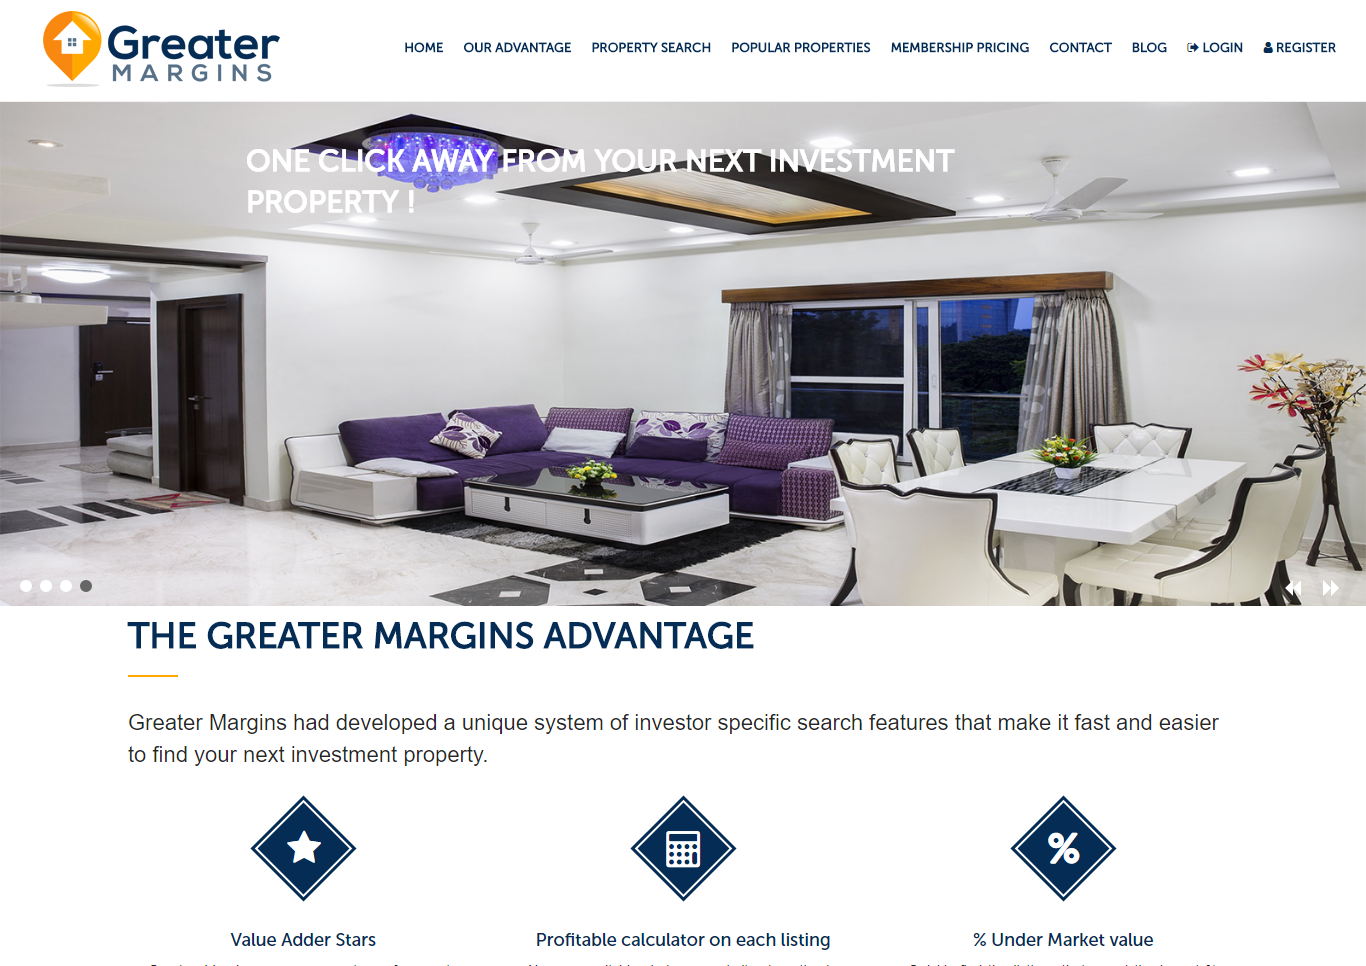 Greater
MARGINS
HOME OUR ADVANTAGE PROPERTY SEARCH POPULAR PROPERTIES MEMBERSHIP PRICING CONTACT BLOG LOGIN REGISTER
ONE CLICK AWAY FROM YOUR NEXT INVESTMENT
PROPERTY !
THE GREATER MARGINS ADVANTAGE
Greater Margins had developed a unique system of investor specific search features that make it fast and easier
to find your next investment property.
%
Value Adder Stars Profitable calculator on each listing % Under Market value